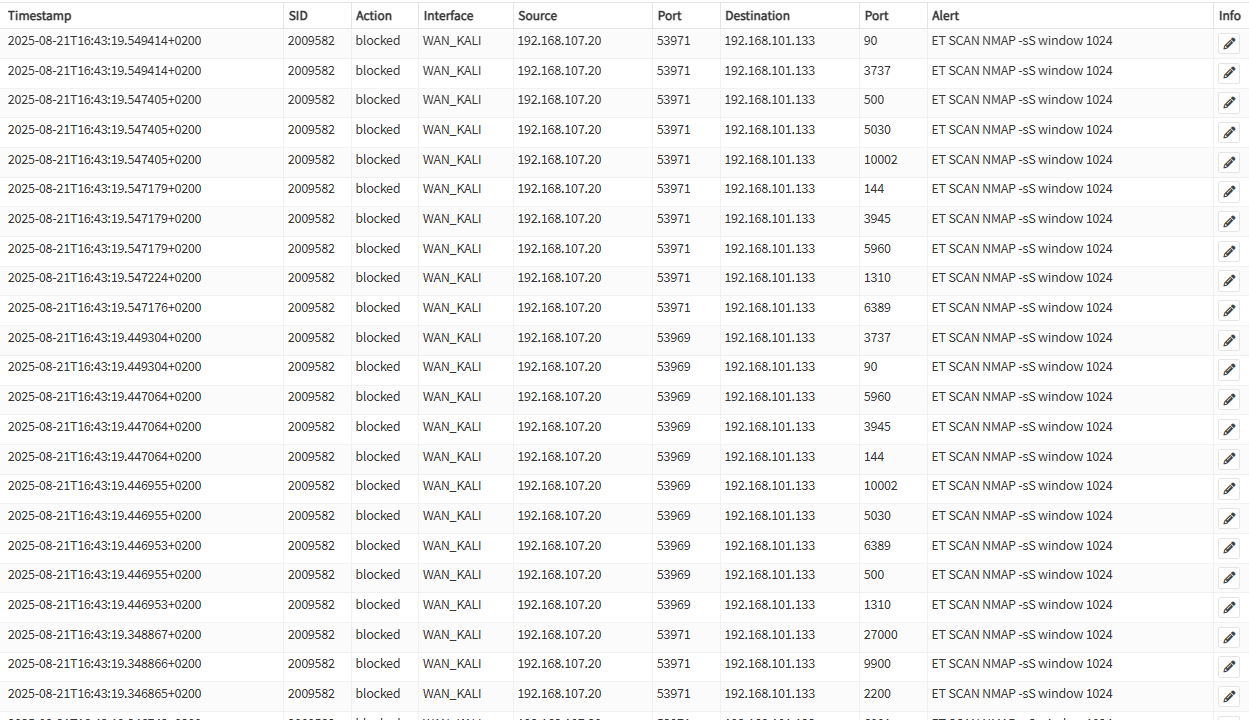 Timestamp SID Action Interface Source Port Destination Port Alert Info
2025-08-21T16:43:19.549414+0200 2009582 blocked WAN_KALI 192.168.107.20 53971 192.168.101.133 90 ET SCAN NMAP -sS window 1024
2025-08-21T16:43:19.549414+0200 2009582 blocked WAN_KALI 192.168.107.20 53971 192.168.101.133 3737 ET SCAN NMAP -sS window 1024
2025-08-21T16:43:19.547405+0200 2009582 blocked WAN_KALI 192.168.107.20 53971 192.168.101.133 500 ET SCAN NMAP -sS window 1024
2025-08-21T16:43:19.547405+0200 2009582 blocked WAN_KALI 192.168.107.20 53971 192.168.101.133 5030 ET SCAN NMAP -sS window 1024
2025-08-21T16:43:19.547405+0200 2009582 blocked WAN_KALI 192.168.107.20 53971 192.168.101.133 10002 ET SCAN NMAP -sS window 1024
2025-08-21T16:43:19.547179+0200 2009582 blocked WAN_KALI 192.168.107.20 53971 192.168.101.133 144 ET SCAN NMAP -sS window 1024
2025-08-21T16:43:19.547179+0200 2009582 blocked WAN_KALI 192.168.107.20 53971 192.168.101.133 3945 ET SCAN NMAP -sS window 1024
2025-08-21T16:43:19.547179+0200 2009582 blocked WAN_KALI 192.168.107.20 53971 192.168.101.133 5960 ET SCAN NMAP -sS window 1024
2025-08-21T16:43:19.547224+0200 2009582 blocked WAN_KALI 192.168.107.20 53971 192.168.101.133 1310 ET SCAN NMAP -sS window 1024
2025-08-21T16:43:19.547176+0200 2009582 blocked WAN_KALI 192.168.107.20 53971 192.168.101.133 6389 ET SCAN NMAP -sS window 1024
2025-08-21T16:43:19.449304+0200 2009582 blocked WAN_KALI 192.168.107.20 53969 192.168.101.133 3737 ET SCAN NMAP -sS window 1024
2025-08-21T16:43:19.449304+0200 2009582 blocked WAN_KALI 192.168.107.20 53969 192.168.101.133 90 ET SCAN NMAP -sS window 1024
2025-08-21T16:43:19.447064+0200 2009582 blocked WAN_KALI 192.168.107.20 53969 192.168.101.133 5960 ET SCAN NMAP -sS window 1024
2025-08-21T16:43:19.447064+0200 2009582 blocked WAN_KALI 192.168.107.20 53969 192.168.101.133 3945 ET SCAN NMAP -sS window 1024
2025-08-21T16:43:19.447064+0200 2009582 blocked WAN_KALI 192.168.107.20 53969 192.168.101.133 144 ET SCAN NMAP -sS window 1024
2025-08-21T16:43:19.446955+0200 2009582 blocked WAN_KALI 192.168.107.20 53969 192.168.101.133 10002 ET SCAN NMAP -sS window 1024
2025-08-21T16:43:19.446955+0200 2009582 blocked WAN_KALI 192.168.107.20 53969 192.168.101.133 5030 ET SCAN NMAP -sS window 1024
2025-08-21T16:43:19.446953+0200 2009582 blocked WAN_KALI 192.168.107.20 53969 192.168.101.133 6389 ET SCAN NMAP -sS window 1024
2025-08-21T16:43:19.446955+0200 2009582 blocked WAN_KALI 192.168.107.20 53969 192.168.101.133 500 ET SCAN NMAP -sS window 1024
2025-08-21T16:43:19.446953+0200 2009582 blocked WAN_KALI 192.168.107.20 53969 192.168.101.133 1310 ET SCAN NMAP -sS window 1024
2025-08-21T16:43:19.348867+0200 2009582 blocked WAN_KALI 192.168.107.20 53971 192.168.101.133 27000 ET SCAN NMAP -sS window 1024
2025-08-21T16:43:19.348866+0200 2009582 blocked WAN_KALI 192.168.107.20 53971 192.168.101.133 9900 ET SCAN NMAP -sS window 1024
2025-08-21T16:43:19.346865+0200 2009582 blocked WAN_KALI 192.168.107.20 53971 192.168.101.133 2200 ET SCAN NMAP -sS window 1024